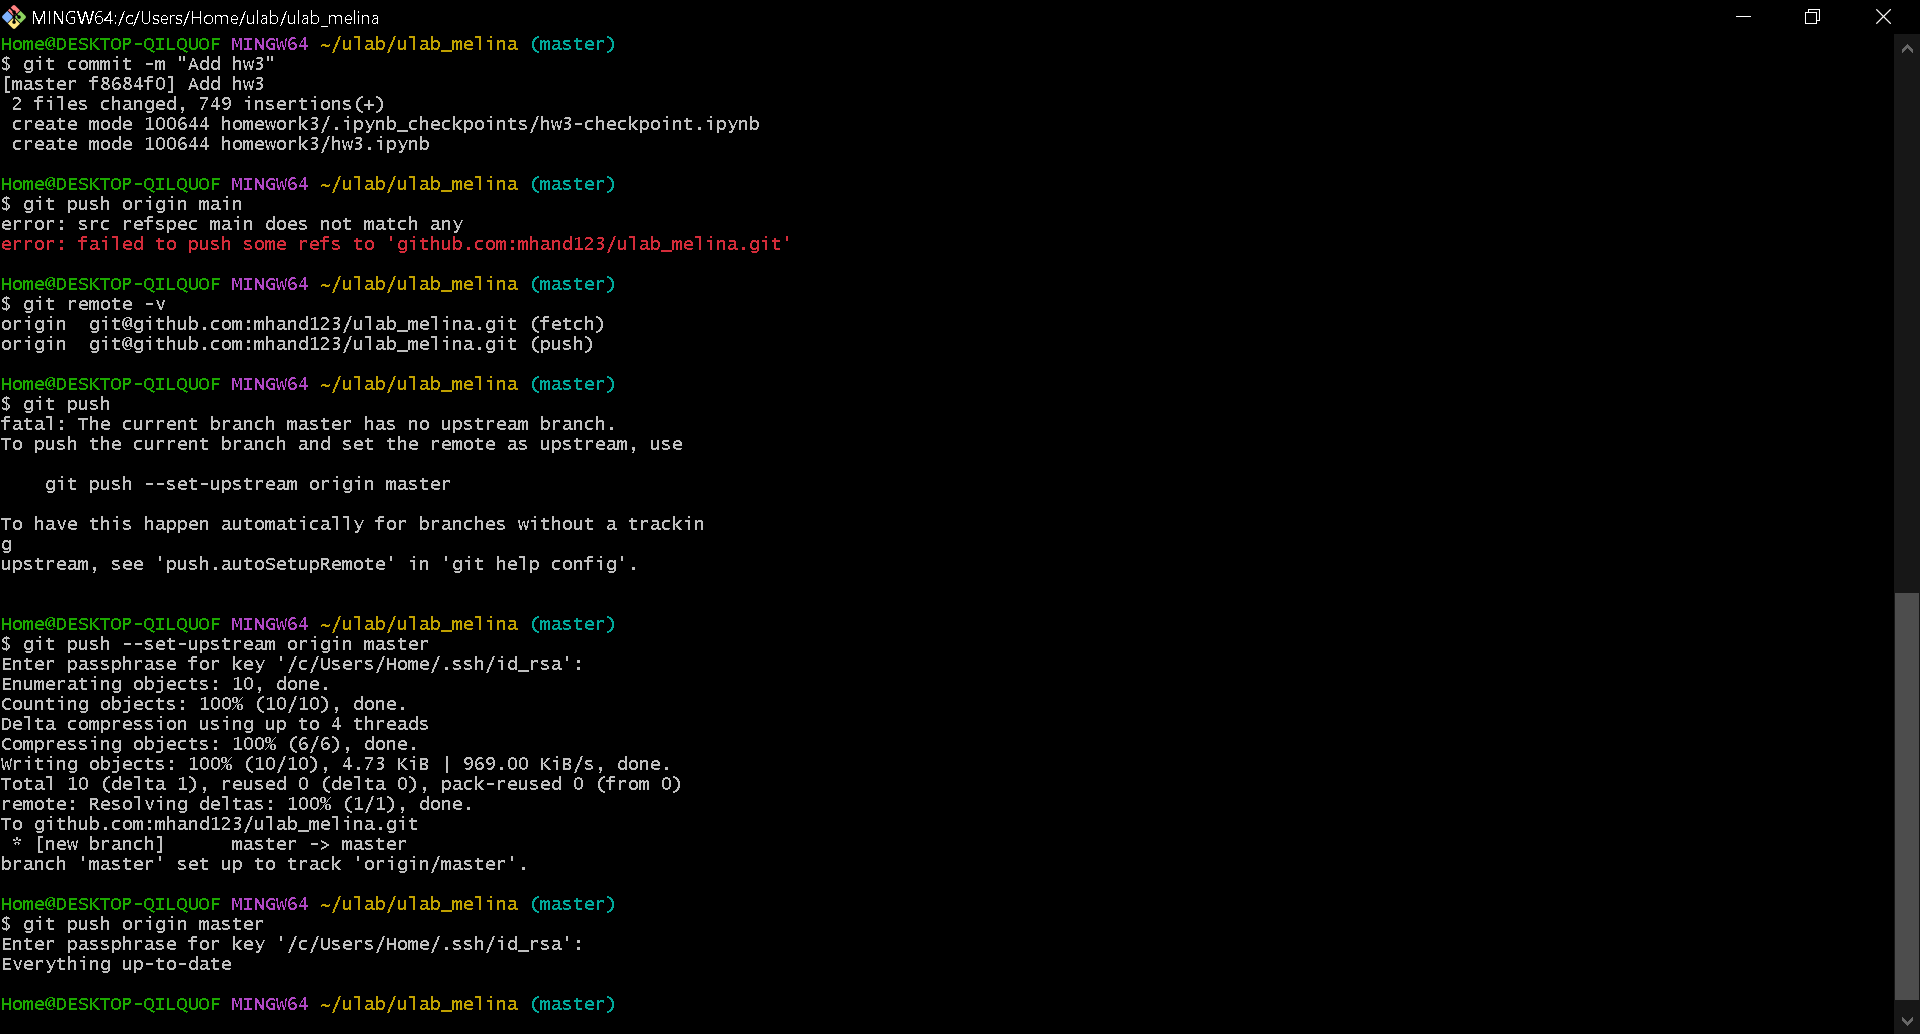 MINGW64:/c/Users/Home/ulab/ulab_melina
Home@DESKTOP-QILQUOF MINGW64 ~/ulab/ulab_melina (master)
$ git commit -m "Add hw3"
[master f8684f0] Add hw3
 2 files changed, 749 insertions(+)
 create mode 100644 homework3/.ipynb_checkpoints/hw3-checkpoint.ipynb
 create mode 100644 homework3/hw3.ipynb
Home@DESKTOP-QILQUOF MINGW64 ~/ulab/ulab_melina (master)
$ git push origin main
error: src refspec main does not match any
error: failed to push some refs to 'github.com:mhand123/ulab_melina.git'
Home@DESKTOP-QILQUOF MINGW64 ~/ulab/ulab_melina (master)
$ git remote -v
origin  git@github.com:mhand123/ulab_melina.git (fetch)
origin  git@github.com:mhand123/ulab_melina.git (push)
Home@DESKTOP-QILQUOF MINGW64 ~/ulab/ulab_melina (master)
$ git push
fatal: The current branch master has no upstream branch.
To push the current branch and set the remote as upstream, use
    git push --set-upstream origin master
To have this happen automatically for branches without a trackin
g
upstream, see 'push.autoSetupRemote' in 'git help config'.
Home@DESKTOP-QILQUOF MINGW64 ~/ulab/ulab_melina (master)
$ git push --set-upstream origin master
Enter passphrase for key '/c/Users/Home/.ssh/id_rsa':
Enumerating objects: 10, done.
Counting objects: 100% (10/10), done.
Delta compression using up to 4 threads
Compressing objects: 100% (6/6), done.
Writing objects: 100% (10/10), 4.73 KiB | 969.00 KiB/s, done.
Total 10 (delta 1), reused 0 (delta 0), pack-reused 0 (from 0)
remote: Resolving deltas: 100% (1/1), done.
To github.com:mhand123/ulab_melina.git
 * [new branch]      master -> master
branch 'master' set up to track 'origin/master'.
Home@DESKTOP-QILQUOF MINGW64 ~/ulab/ulab_melina (master)
$ git push origin master
Enter passphrase for key '/c/Users/Home/.ssh/id_rsa':
Everything up-to-date
Home@DESKTOP-QILQUOF MINGW64 ~/ulab/ulab_melina (master)